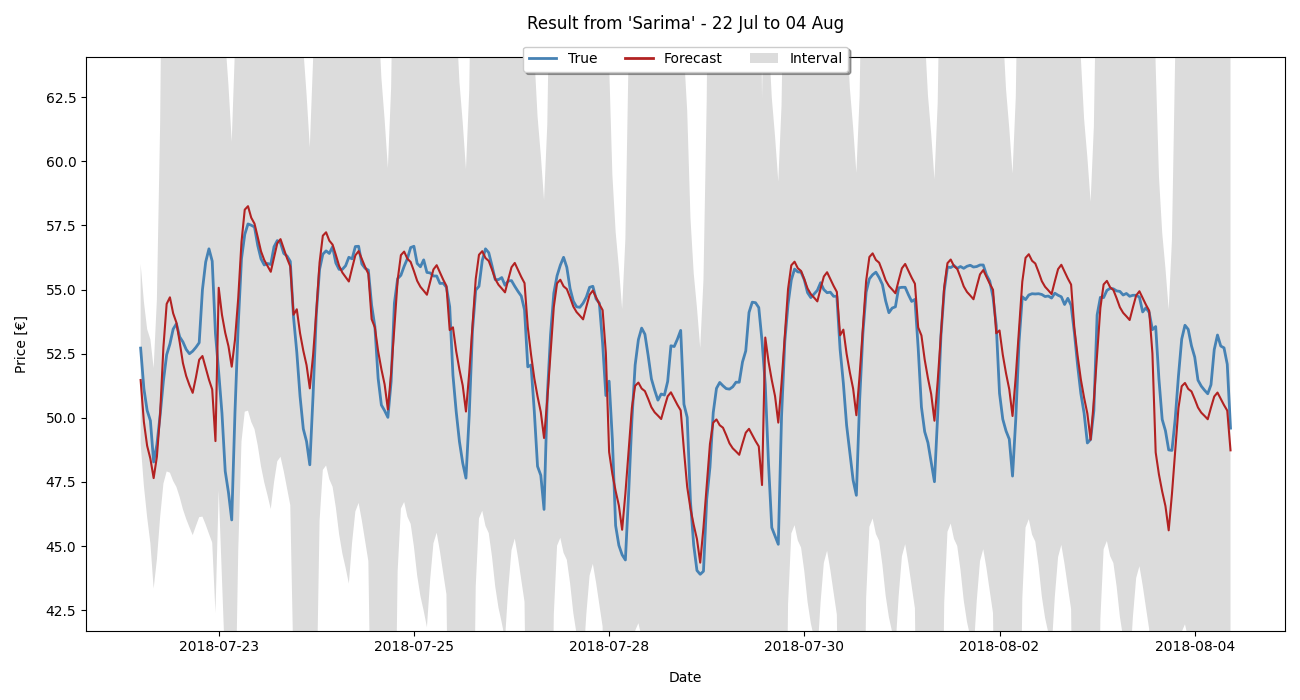 Result from 'Sarima' - 22 Jul to 04 Aug
True
Forecast
Interval
Price [€]
62.5
60.0
57.5
55.0
52.5
50.0
47.5
45.0
42.5
2018-07-23
2018-07-25
2018-07-28
2018-07-30
2018-08-02
2018-08-04
Date